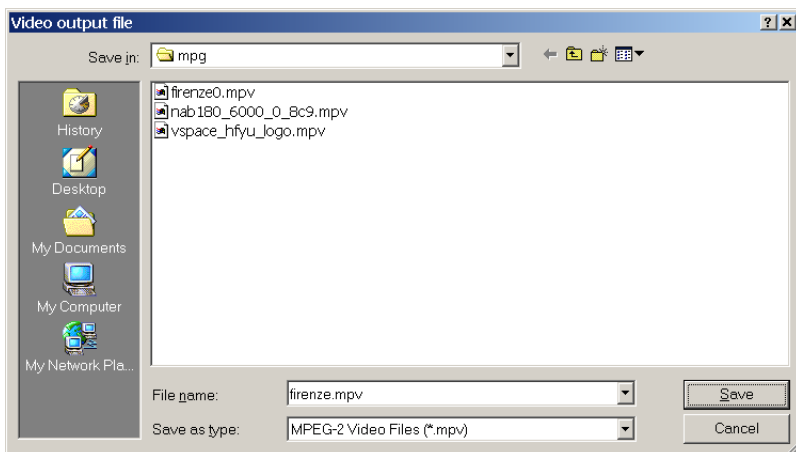 Video output file
Save in:
mpg
History
Desktop
My Documents
My Computer
My Network Pla...
firenze0.mpv
nab180_6000_0_8c9.mpv
vspace_hfyu_logo.mpv
File name:
firenze.mpv
Save
Save as type:
MPEG-2 Video Files (*.mpv)
Cancel